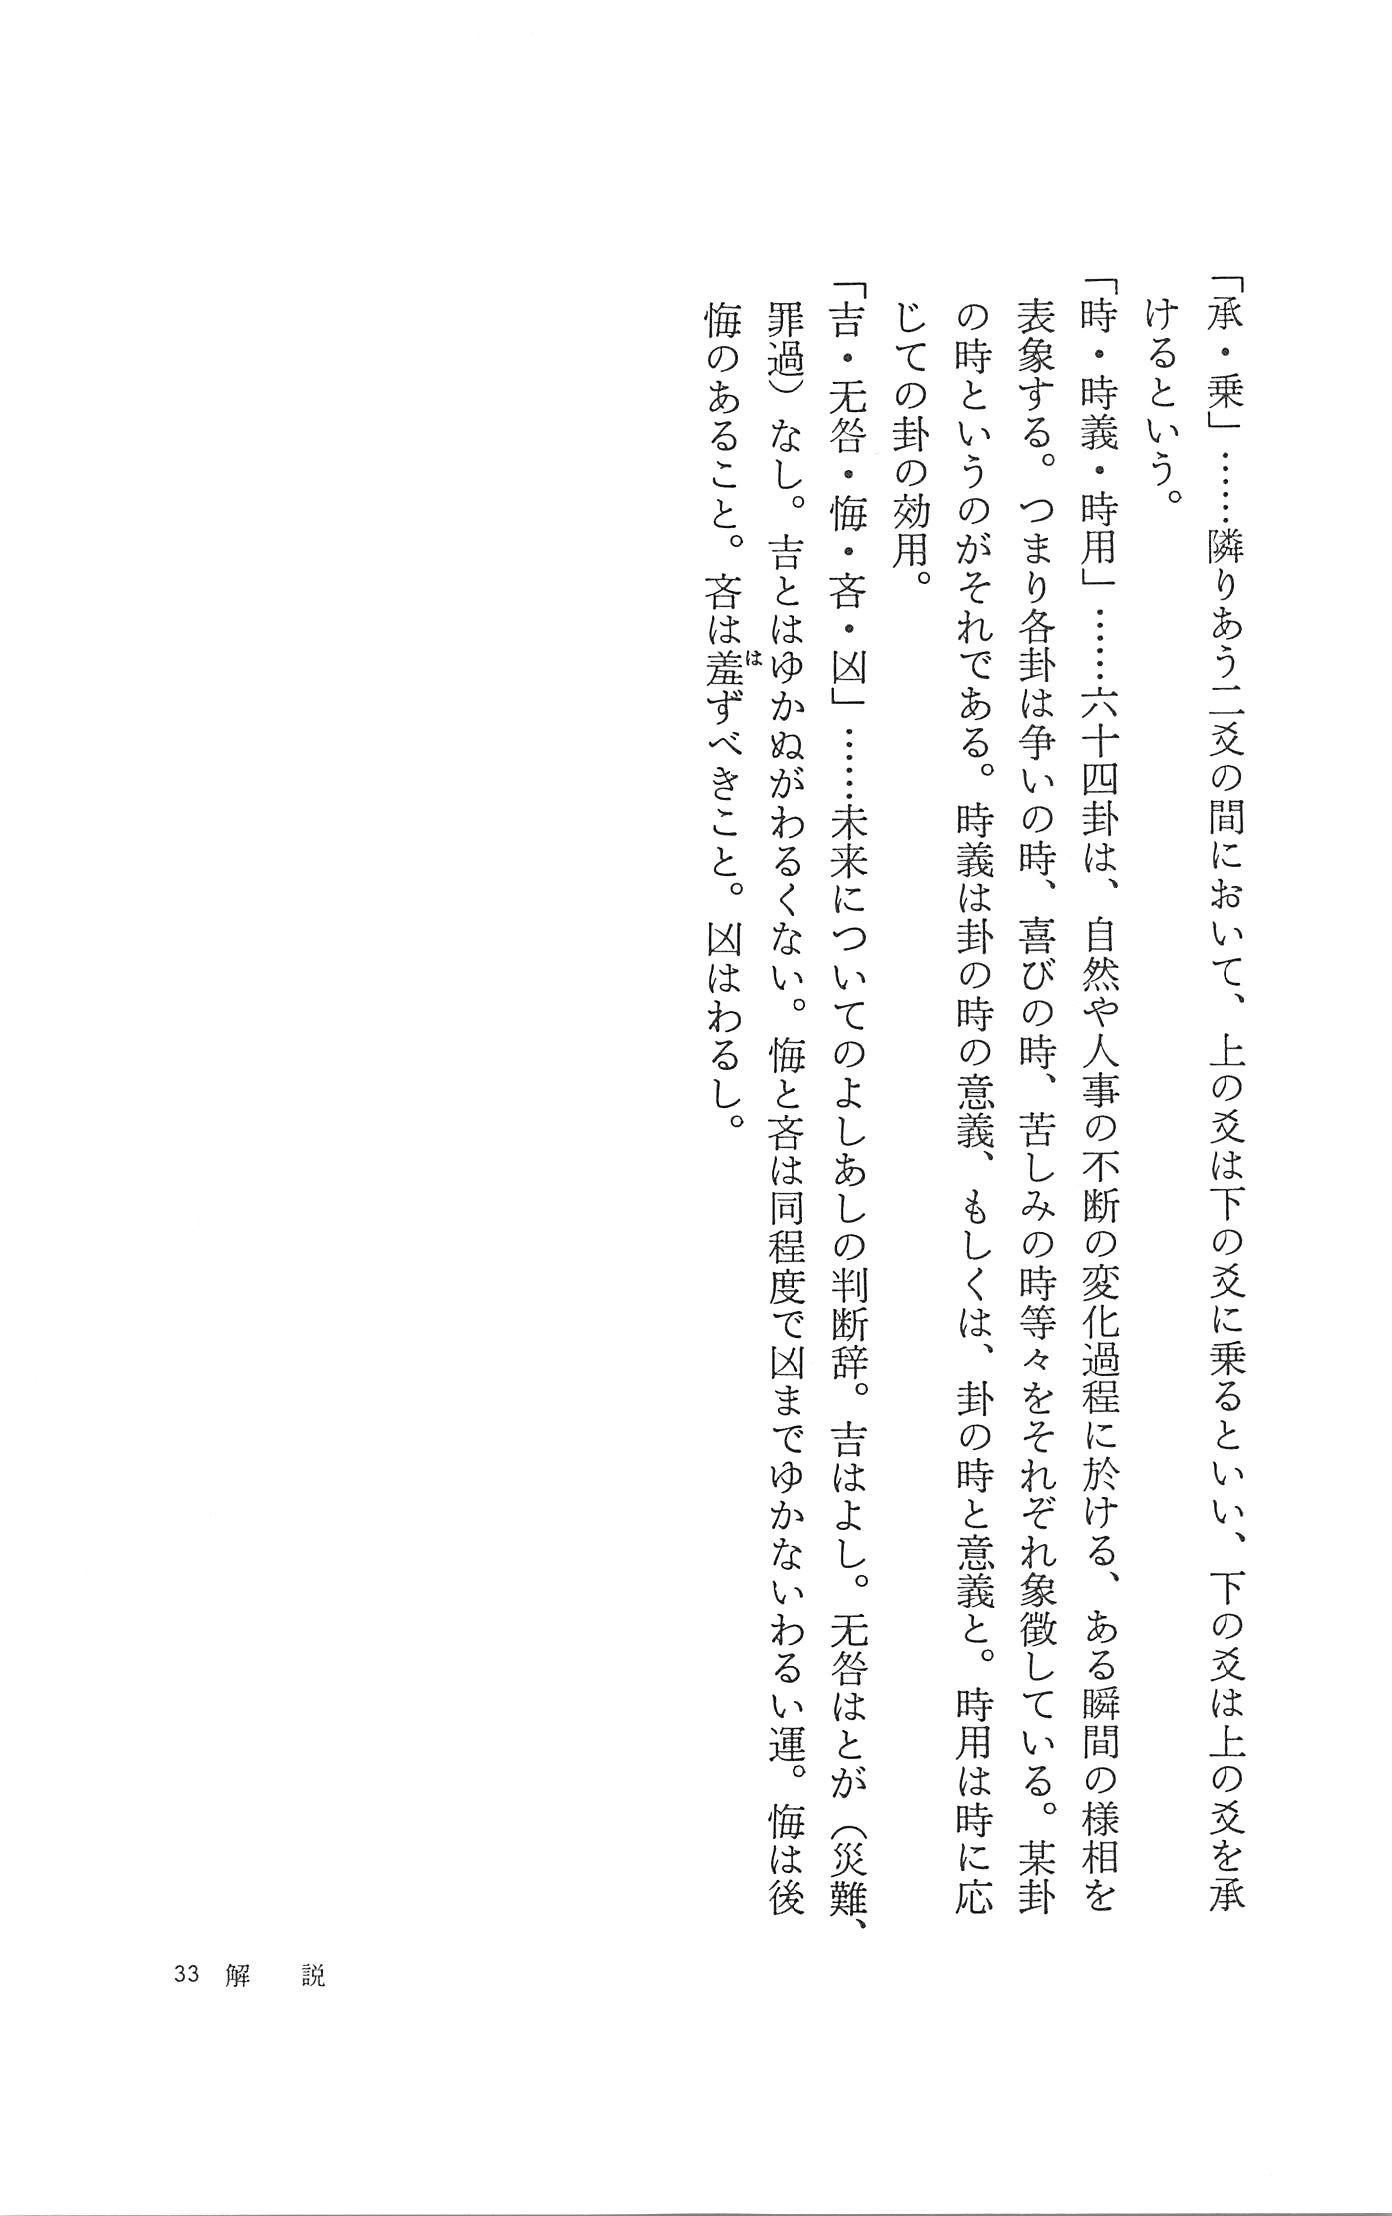 「承・乗」……隣りあう二爻の間において、上の爻は下の爻に乗るといい、下の爻は上の爻を承
けるという。
「時・時義・時用」……六十四卦は、自然や人事の不断の変化過程に於ける、ある瞬間の様相を
表象する。つまり各卦は争いの時、喜びの時、苦しみの時等々をそれぞれ象徴している。某卦
の時というのがそれである。時義は卦の時の意義、もしくは、卦の時と意義と。時用は時に応
じての卦の効用。
「吉・无咎・悔・吝・凶」……未来についてのよしあしの判断辞。吉はよし。无咎はとが（災難、
罪過）なし。吉とはゆかぬがわるくない。悔と吝は同程度で凶までゆかないわるい運。悔は後
悔のあること。吝は羞ずべきこと。凶はわるし。
は
33 解 説